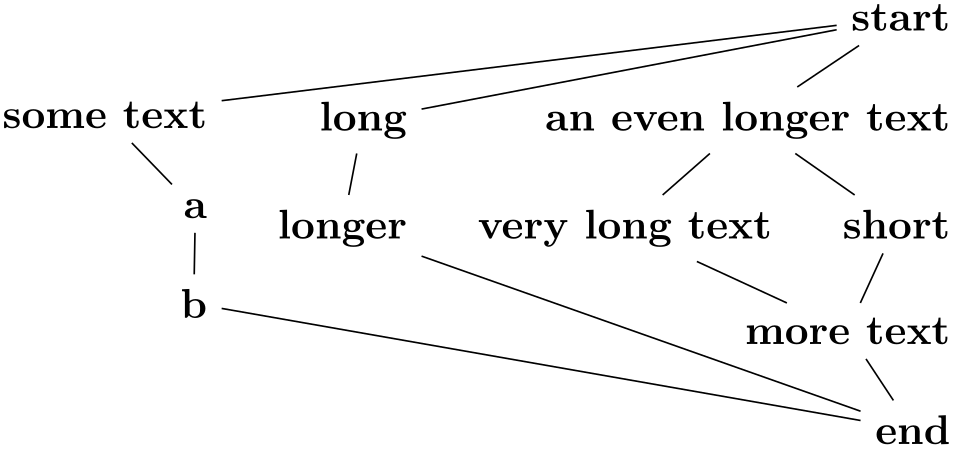 start
some text
long
an even longer text
a
longer
very long text
short
b
more text
end